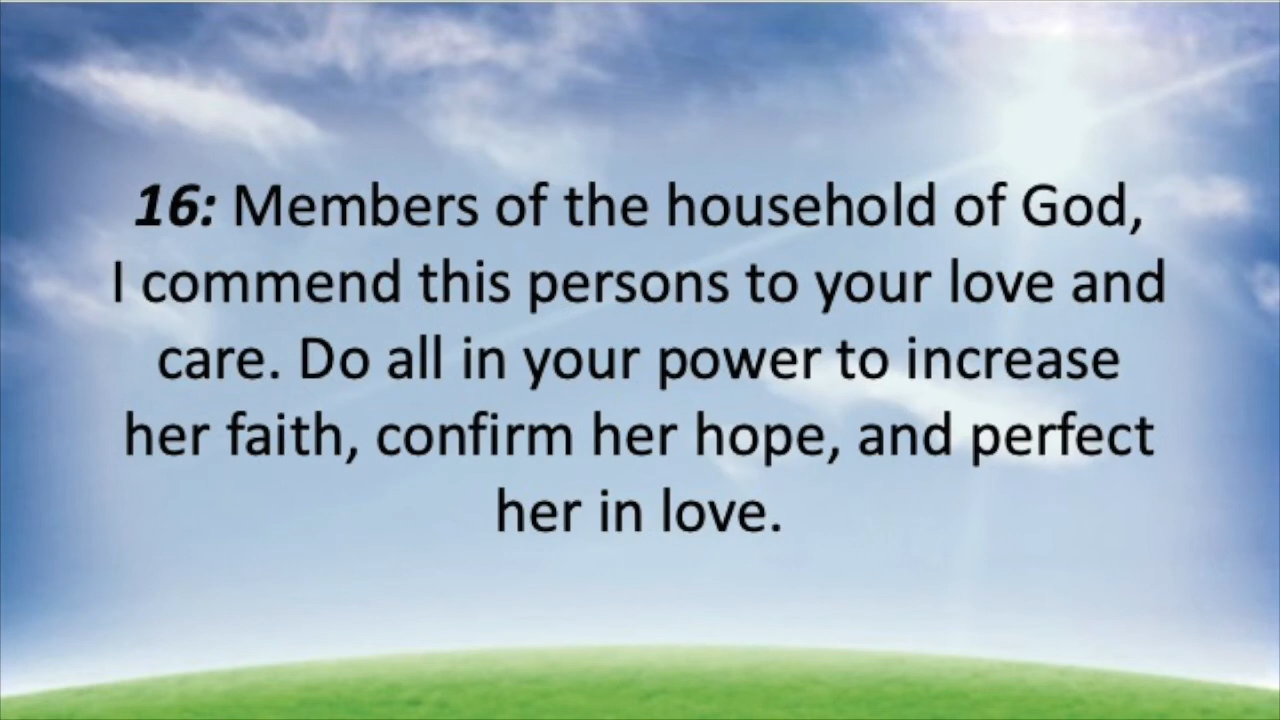 16: Members of the household of God,
I commend this persons to your love and
care. Do all in your power to increase
her faith, confirm her hope, and perfect
her in love.